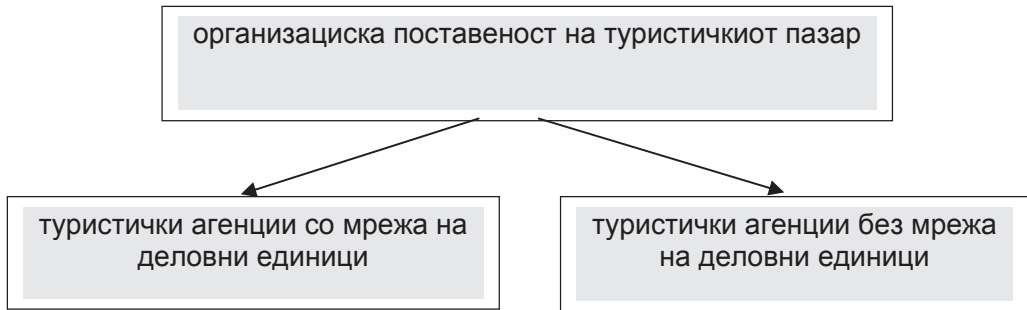 организациска поставеност на туристичкиот пазар
туристички агенции со мрежа на
деловни единици
туристички агенции без мрежа
на деловни единици